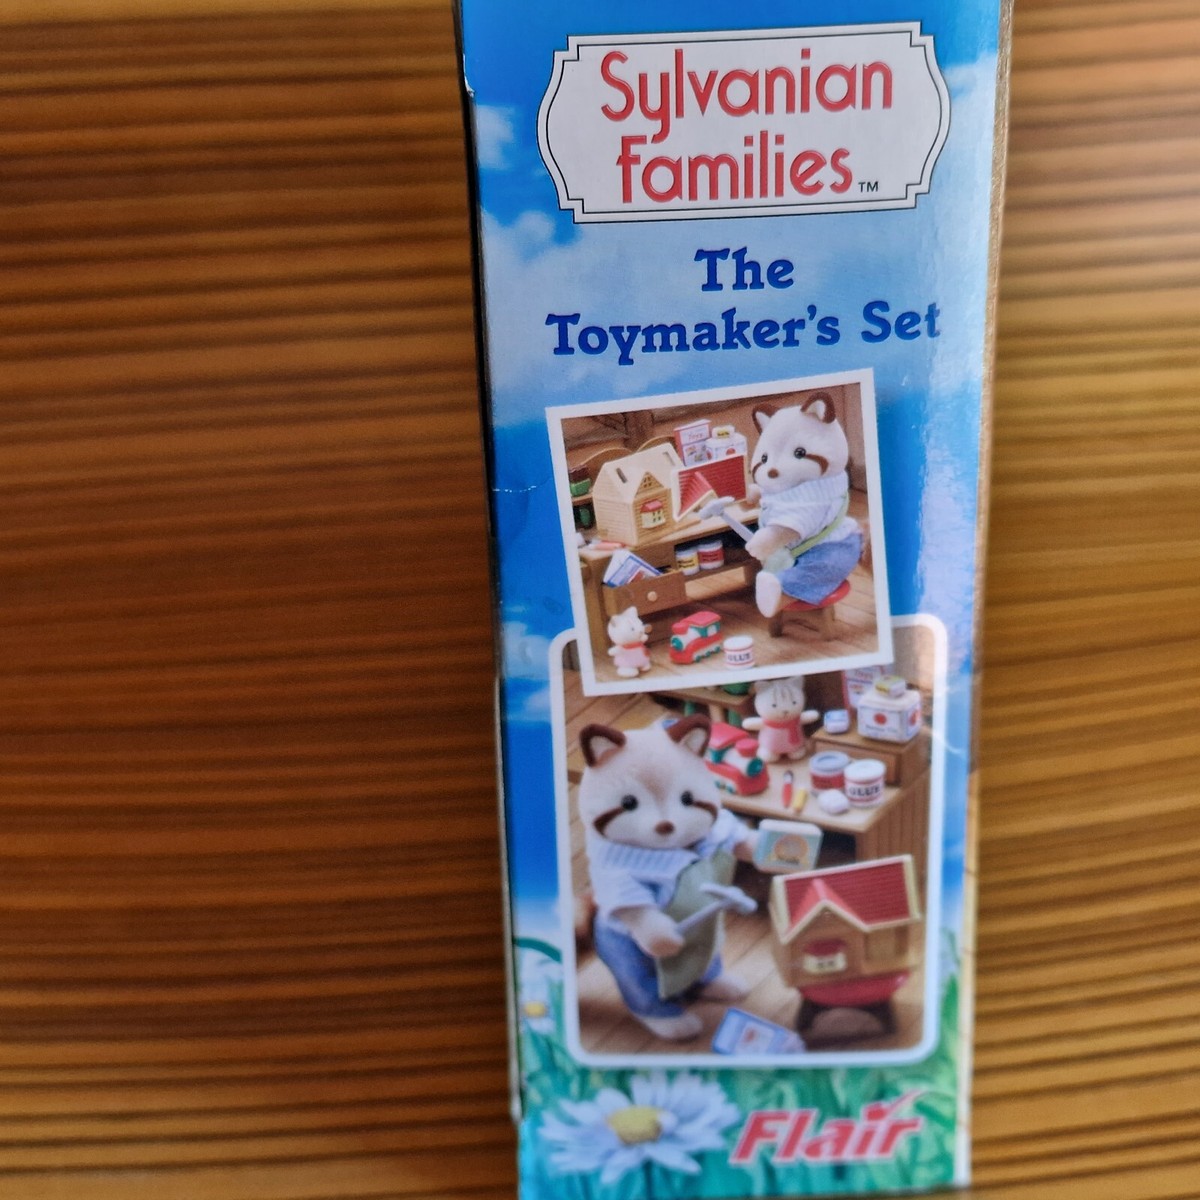 Sylvanian
Families™
The
Toymaker's Set
GLUE
GLUE
Flair